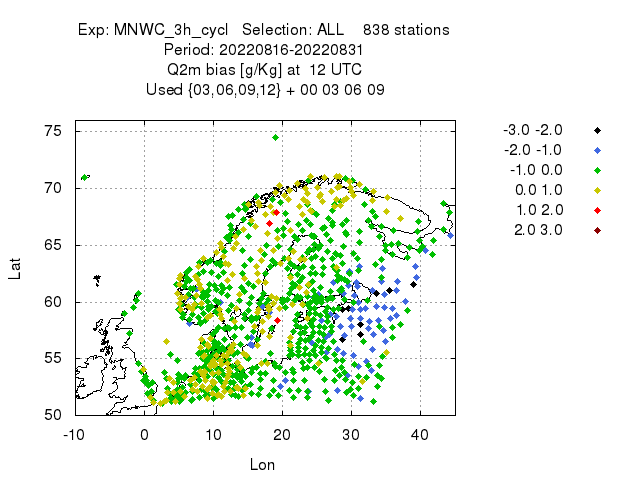 Exp: MNWC_3h_cycl   Selection: ALL    838 stations
Period: 20220816-20220831
Q2m bias [g/Kg] at  12 UTC
Used {03,06,09,12} + 00 03 06 09
-3.0 -2.0
-2.0 -1.0
-1.0 0.0
0.0 1.0
1.0 2.0
2.0 3.0
75
70
65
60
55
50
Lat
-10 0 10 20 30 40
Lon